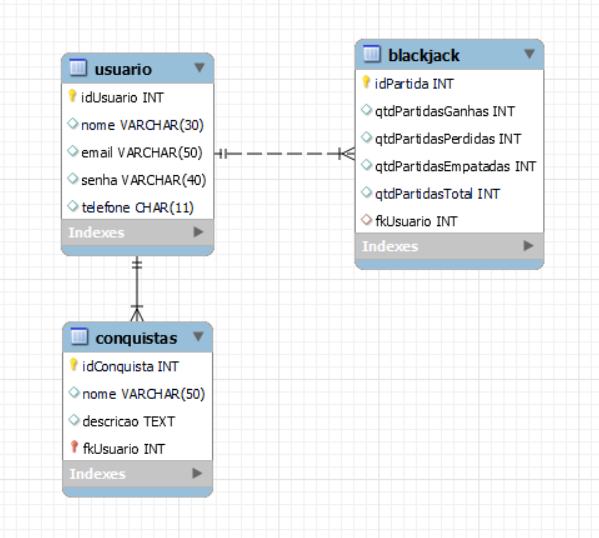 usuario
idUsuario INT
nome VARCHAR(30)
email VARCHAR(50)
senha VARCHAR(40)
telefone CHAR(11)
Indexes
blackjack
idPartida INT
qtdPartidasGanhas INT
qtdPartidasPerdidas INT
qtdPartidasEmpatadas INT
qtdPartidasTotal INT
fkUsuario INT
Indexes
conquistas
idConquista INT
nome VARCHAR(50)
descricao TEXT
fkUsuario INT
Indexes